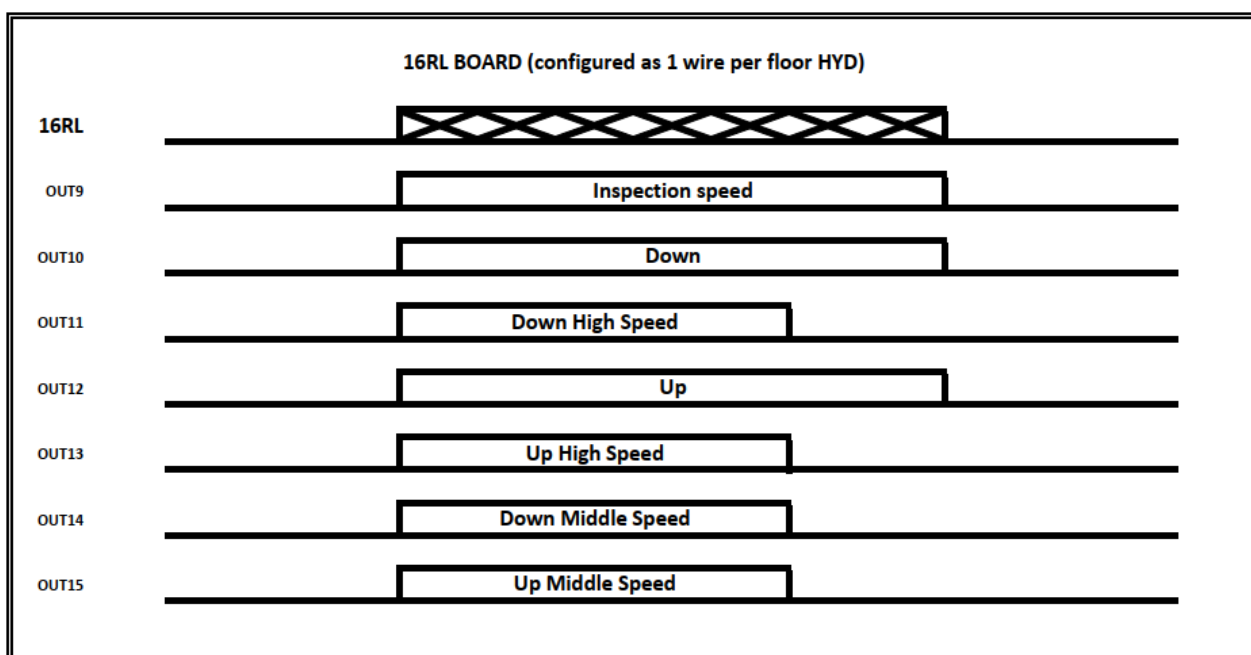 16RL BOARD (configured as 1 wire per floor HYD)
16RL
OUT9 Inspection speed
OUT10 Down
OUT11 Down High Speed
OUT12 Up
OUT13 Up High Speed
OUT14 Down Middle Speed
OUT15 Up Middle Speed